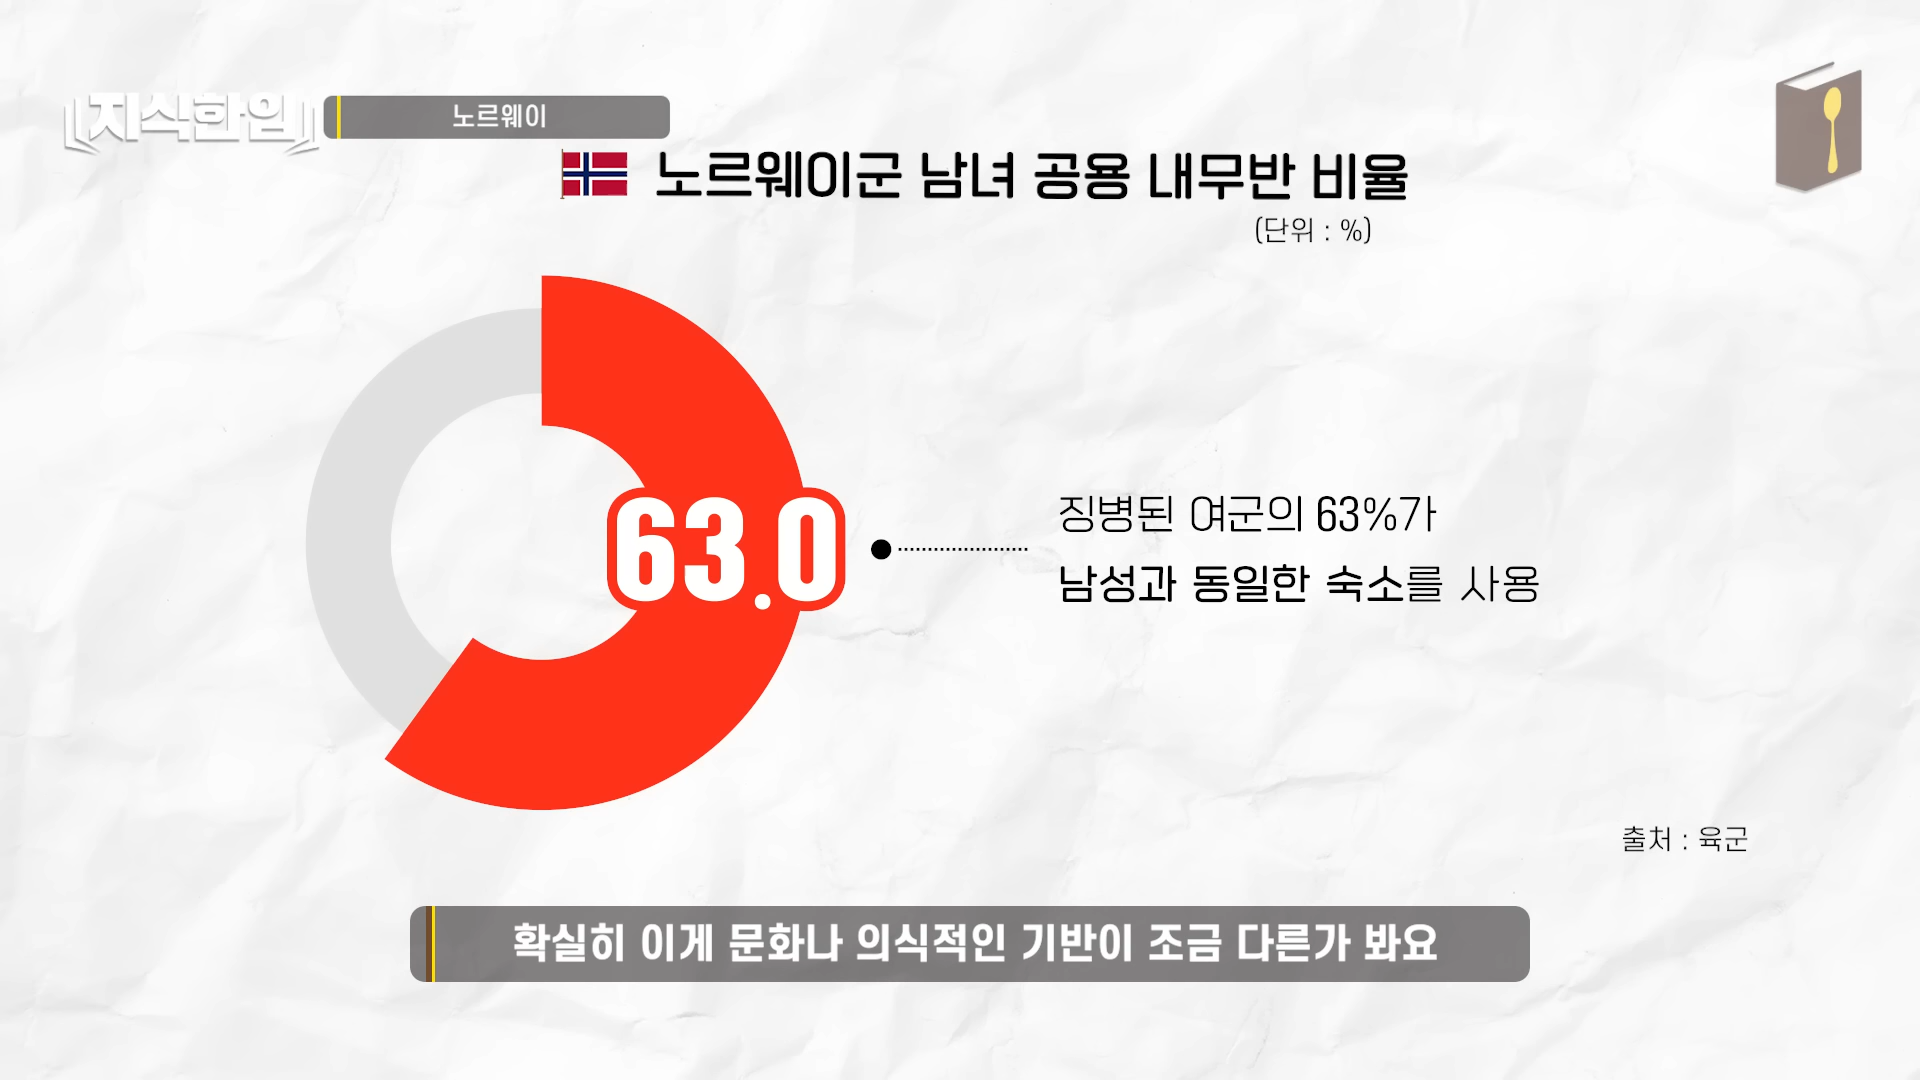 지식한입
노르웨이
노르웨이군 남녀 공용 내무반 비율
(단위 : %)
63.0
징병된 여군의 63%가
남성과 동일한 숙소를 사용
출처 : 육군
확실히 이게 문화나 의식적인 기반이 조금 다른가 봐요